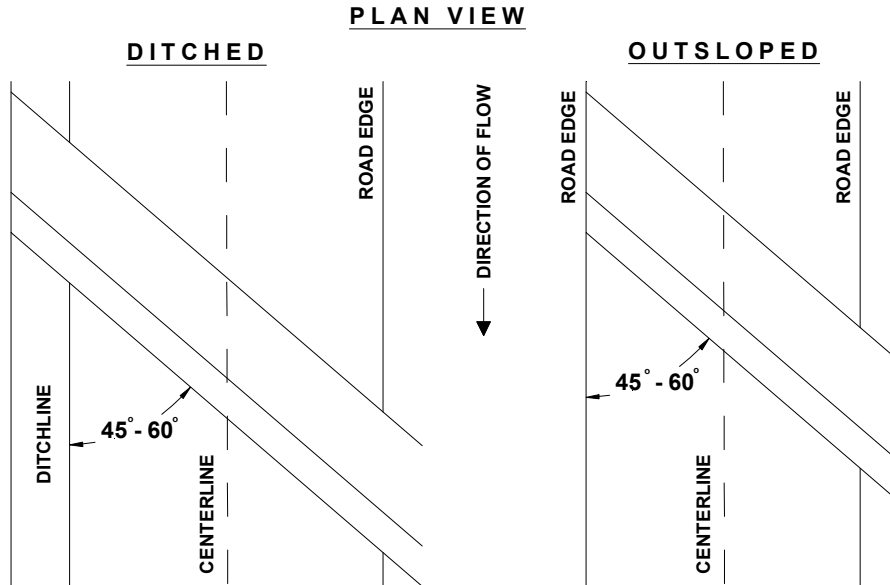 PLAN VIEW
DITCHED
OUTSLOPED
ROAD EDGE
DIRECTION OF FLOW
ROAD EDGE
ROAD EDGE
45° - 60°
45° - 60°
DITCHLINE
CENTERLINE
CENTERLINE